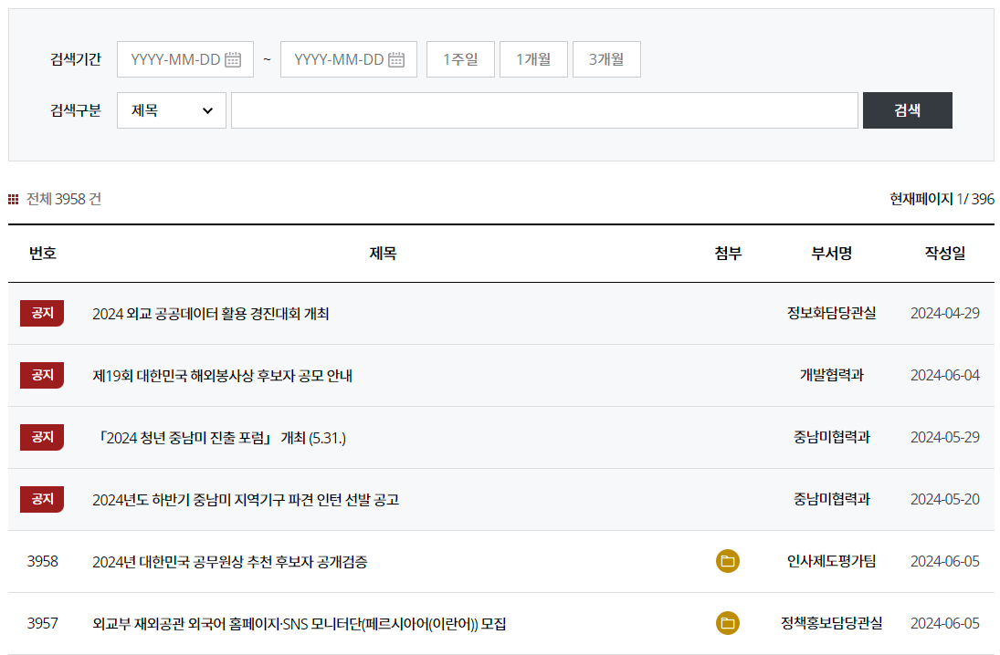 검색기간 YYYY-MM-DD ~ YYYY-MM-DD 1주일 1개월 3개월
검색구분 제목 검색
전체 3958 건 현재페이지 1/ 396
번호 제목 첨부 부서명 작성일
공지 2024 외교 공공데이터 활용 경진대회 개최 정보화담당관실 2024-04-29
공지 제19회 대한민국 해외봉사상 후보자 공모 안내 개발협력과 2024-06-04
공지 「2024 청년 중남미 진출 포럼」 개최 (5.31.) 중남미협력과 2024-05-29
공지 2024년도 하반기 중남미 지역기구 파견 인턴 선발 공고 중남미협력과 2024-05-20
3958 2024년 대한민국 공무원상 추천 후보자 공개검증 인사제도평가팀 2024-06-05
3957 외교부 재외공관 외국어 홈페이지·SNS 모니터단(페르시아어(이란어)) 모집 정책홍보담당관실 2024-06-05